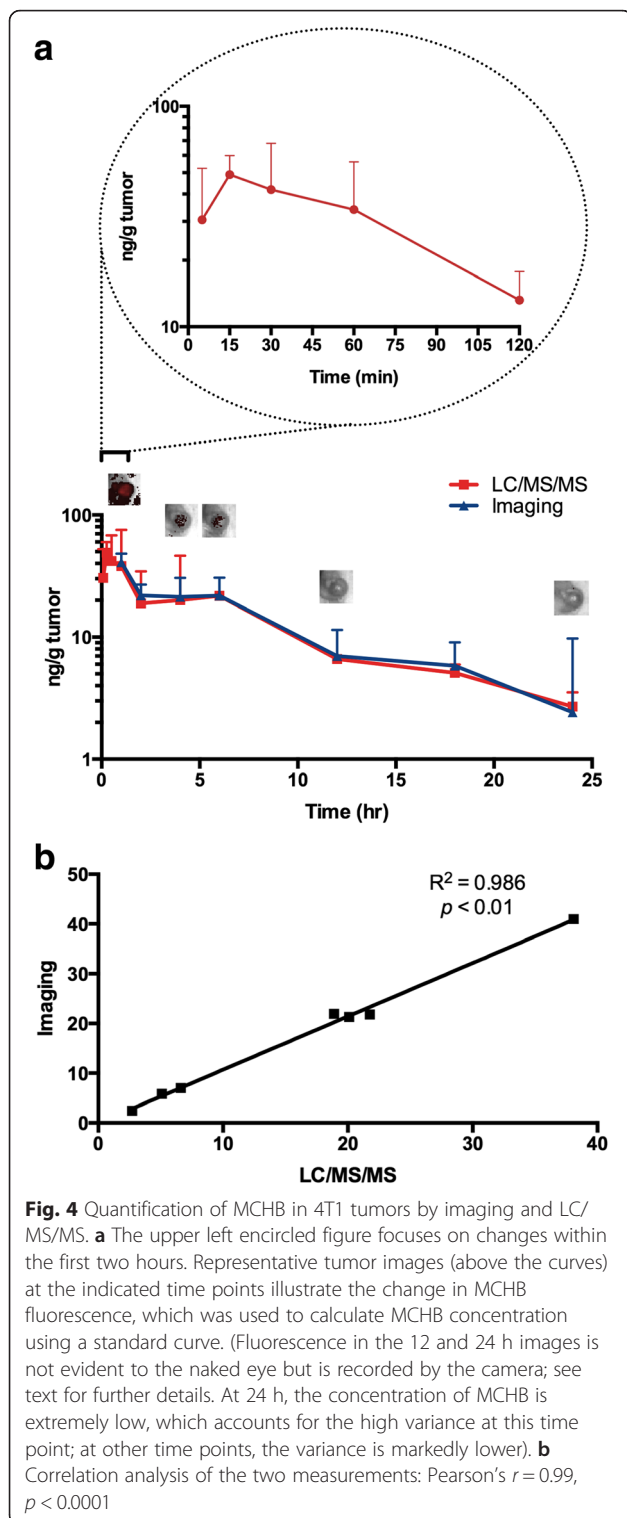 a
100
10
ng/g tumor
0 15 30 45 60 75 90 105 120
Time (min)
LC/MS/MS
Imaging
100
10
1
ng/g tumor
0 5 10 15 20 25
Time (hr)
b
50
40
30
20
10
0
Imaging
R² = 0.986
p < 0.01
0 10 20 30 40
LC/MS/MS
Fig. 4 Quantification of MCHB in 4T1 tumors by imaging and LC/
MS/MS. a The upper left encircled figure focuses on changes within
the first two hours. Representative tumor images (above the curves)
at the indicated time points illustrate the change in MCHB
fluorescence, which was used to calculate MCHB concentration
using a standard curve. (Fluorescence in the 12 and 24 h images is
not evident to the naked eye but is recorded by the camera; see
text for further details. At 24 h, the concentration of MCHB is
extremely low, which accounts for the high variance at this time
point; at other time points, the variance is markedly lower). b
Correlation analysis of the two measurements: Pearson's r = 0.99,
p < 0.0001